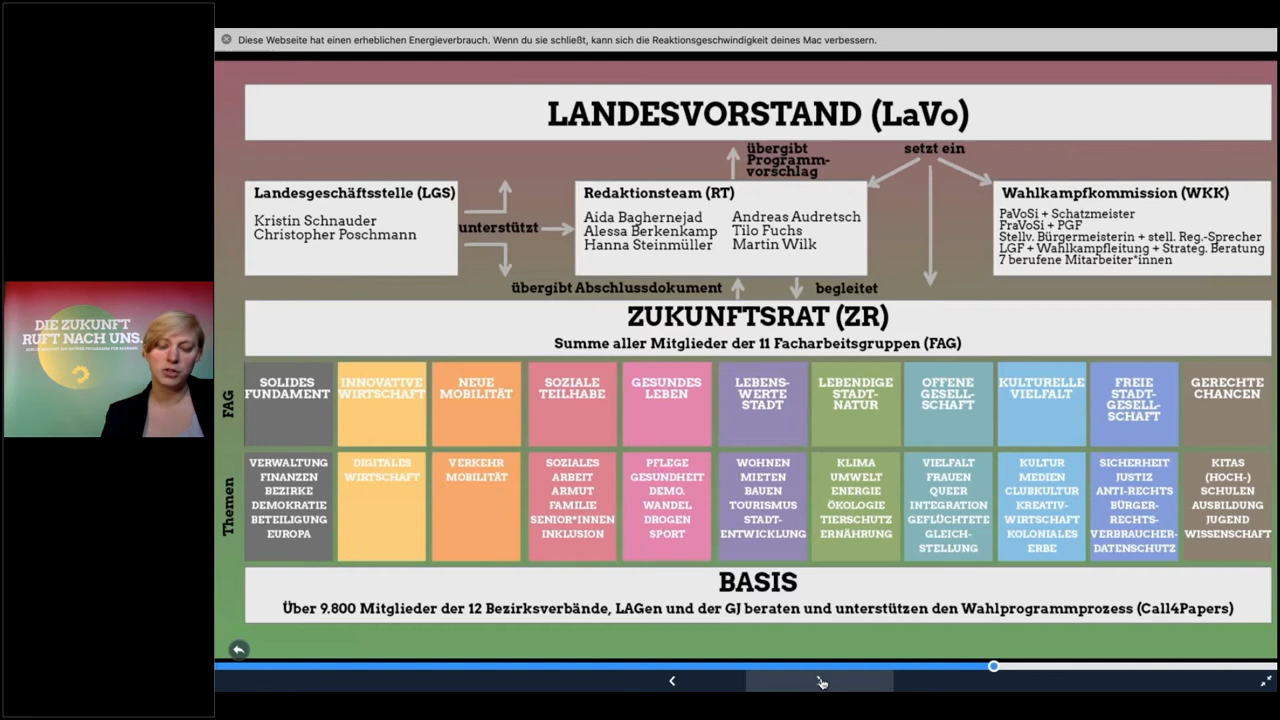 Diese Webseite hat einen erheblichen Energieverbrauch. Wenn du sie schließt, kann sich die Reaktionsgeschwindigkeit deines Mac verbessern.
LANDESVORSTAND (LaVo)
übergibt
Programm-
vorschlag
setzt ein
Landesgeschäftsstelle (LGS)
Kristin Schnauder
Christopher Poschmann
unterstützt
Redaktionsteam (RT)
Aida Baghernejad
Alessa Berkenkamp
Hanna Steinmüller
Andreas Audretsch
Tilo Fuchs
Martin Wilk
Wahlkampfkommission (WKK)
PaVoSi + Schatzmeister
FraVoSi + PGF
Stellv. Bürgermeisterin + stell. Reg.-Sprecher
LGF + Wahlkampfleitung + Strateg. Beratung
7 berufene Mitarbeiter*innen
übergibt Abschlussdokument
begleitet
ZUKUNFTSRAT (ZR)
Summe aller Mitglieder der 11 Facharbeitsgruppen (FAG)
DIE ZUKUNFT
RUFT NACH UNS.
FAG
SOLIDES
FUNDAMENT
INNOVATIVE
WIRTSCHAFT
NEUE
MOBILITÄT
SOZIALE
TEILHABE
GESUNDES
LEBEN
LEBENS-
WERTE
STADT
LEBENDIGE
STADT-
NATUR
OFFENE
GESELL-
SCHAFT
KULTURELLE
VIELFALT
FREIE
STADT-
GESELL-
SCHAFT
GERECHTE
CHANCEN
Themen
VERWALTUNG
FINANZEN
BEZIRKE
DEMOKRATIE
BETEILIGUNG
EUROPA
DIGITALES
WIRTSCHAFT
VERKEHR
MOBILITÄT
SOZIALES
ARBEIT
ARMUT
FAMILIE
SENIOR*INNEN
INKLUSION
PFLEGE
GESUNDHEIT
DEMO.
WANDEL
DROGEN
SPORT
WOHNEN
MIETEN
BAUEN
TOURISMUS
STADT-
ENTWICKLUNG
KLIMA
UMWELT
ENERGIE
ÖKOLOGIE
TIERSCHUTZ
ERNÄHRUNG
VIELFALT
FRAUEN
QUEER
INTEGRATION
GEFLÜCHTETE
GLEICH-
STELLUNG
KULTUR
MEDIEN
CLUBKULTUR
KREATIV-
WIRTSCHAFT
KOLONIALES
ERBE
SICHERHEIT
JUSTIZ
ANTI-RECHTS
BÜRGER-
RECHTS-
VERBRAUCHER-
DATENSCHUTZ
KITAS
(HOCH-)
SCHULEN
AUSBILDUNG
JUGEND
WISSENSCHAFT
BASIS
Über 9.800 Mitglieder der 12 Bezirksverbände, LAGen und der GJ beraten und unterstützen den Wahlprogrammprozess (Call4Papers)